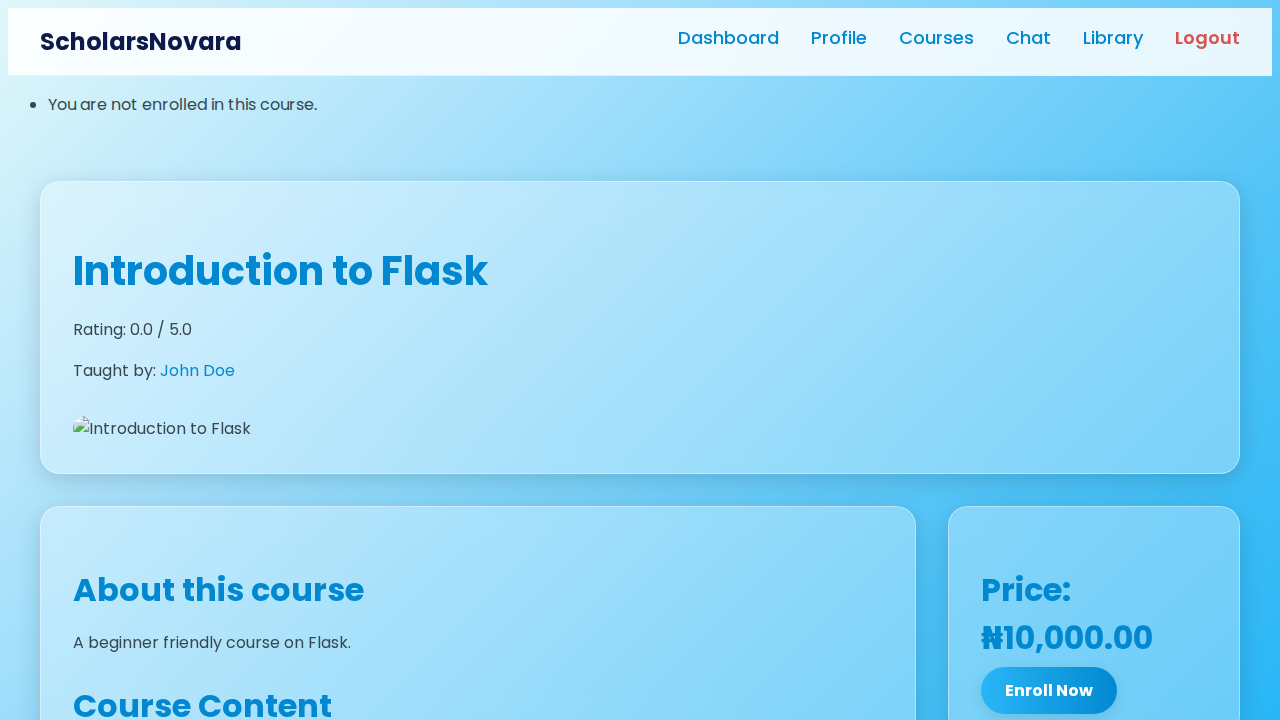 ScholarsNovara
Dashboard Profile Courses Chat Library Logout
You are not enrolled in this course.
Introduction to Flask
Rating: 0.0 / 5.0
Taught by: John Doe
Introduction to Flask
About this course
A beginner friendly course on Flask.
Course Content
Price:
₦10,000.00
Enroll Now